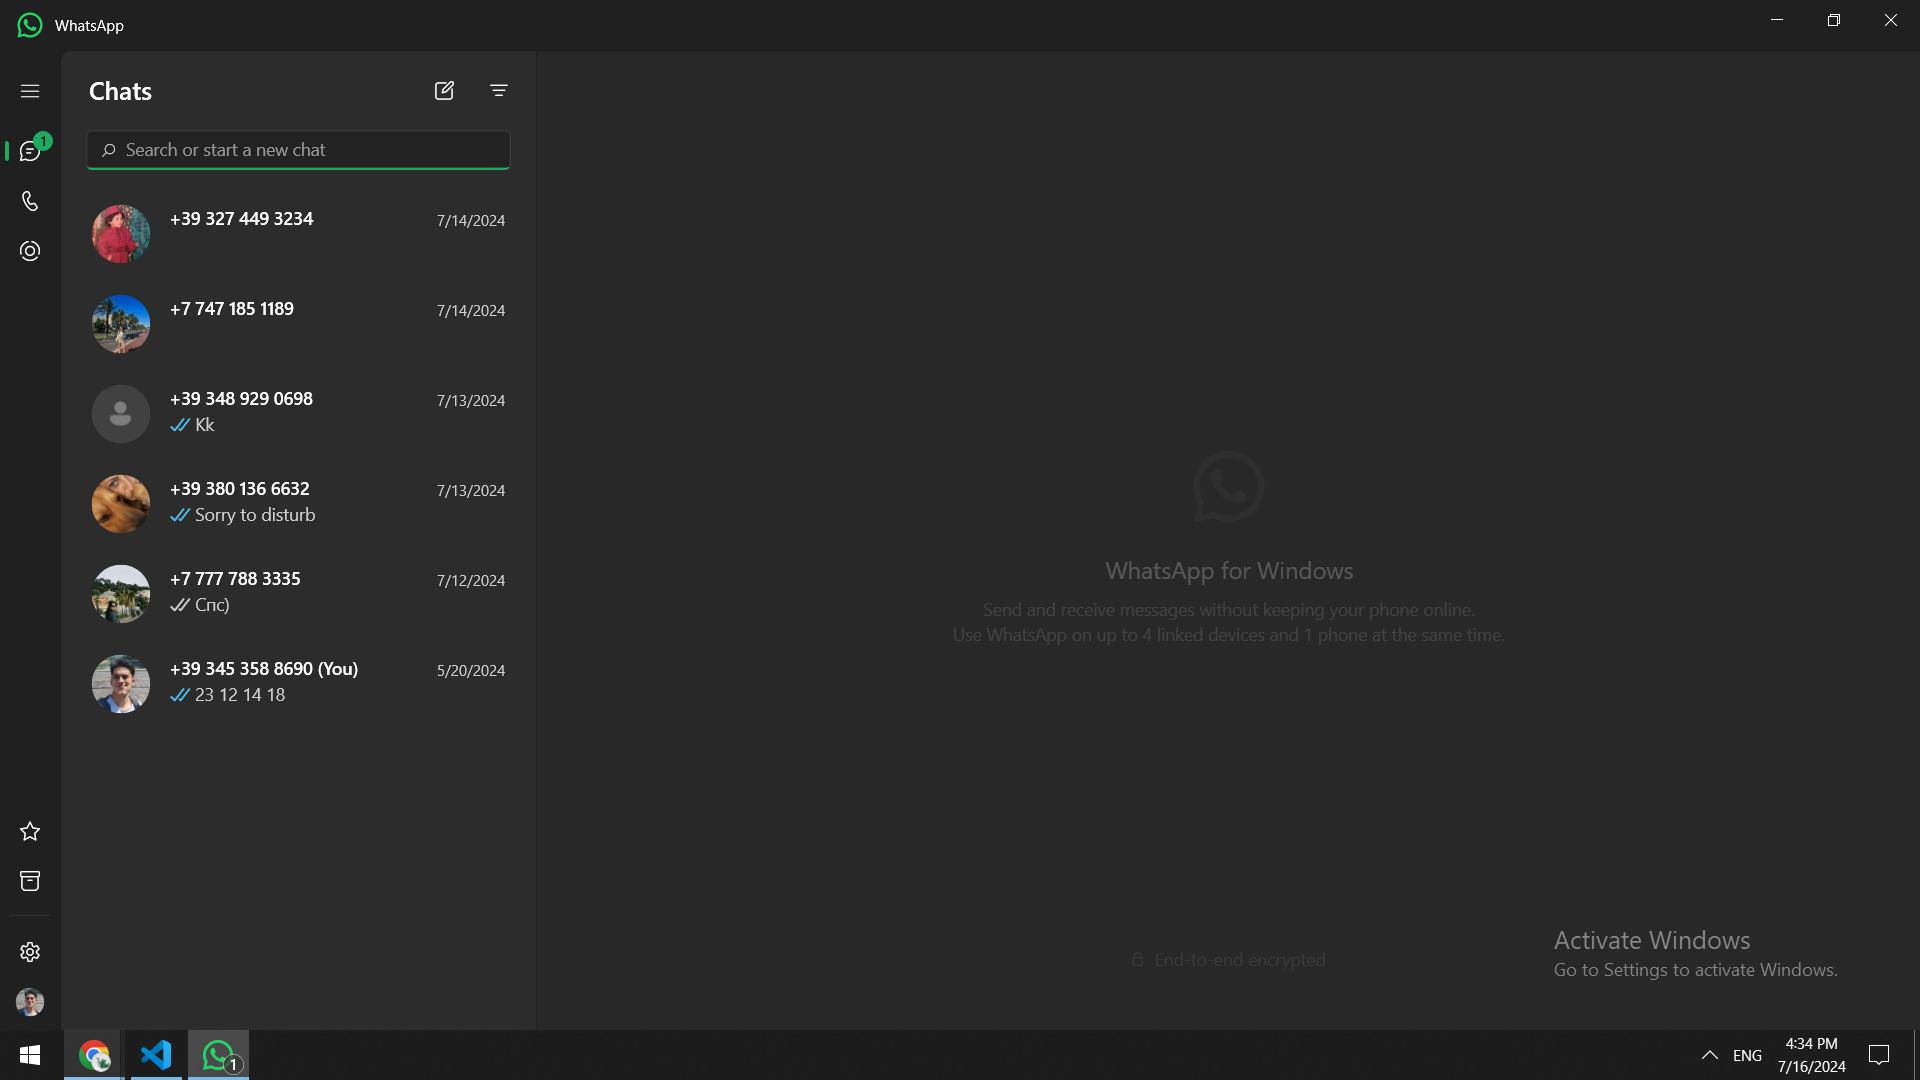 WhatsApp
Chats
1
Search or start a new chat
+39 327 449 3234
7/14/2024
+7 747 185 1189
7/14/2024
+39 348 929 0698
7/13/2024
Kk
+39 380 136 6632
7/13/2024
Sorry to disturb
+7 777 788 3335
7/12/2024
Спс)
+39 345 358 8690 (You)
5/20/2024
23 12 14 18
WhatsApp for Windows
Send and receive messages without keeping your phone online.
Use WhatsApp on up to 4 linked devices and 1 phone at the same time.
End-to-end encrypted
Activate Windows
Go to Settings to activate Windows.
1
ENG
4:34 PM
7/16/2024